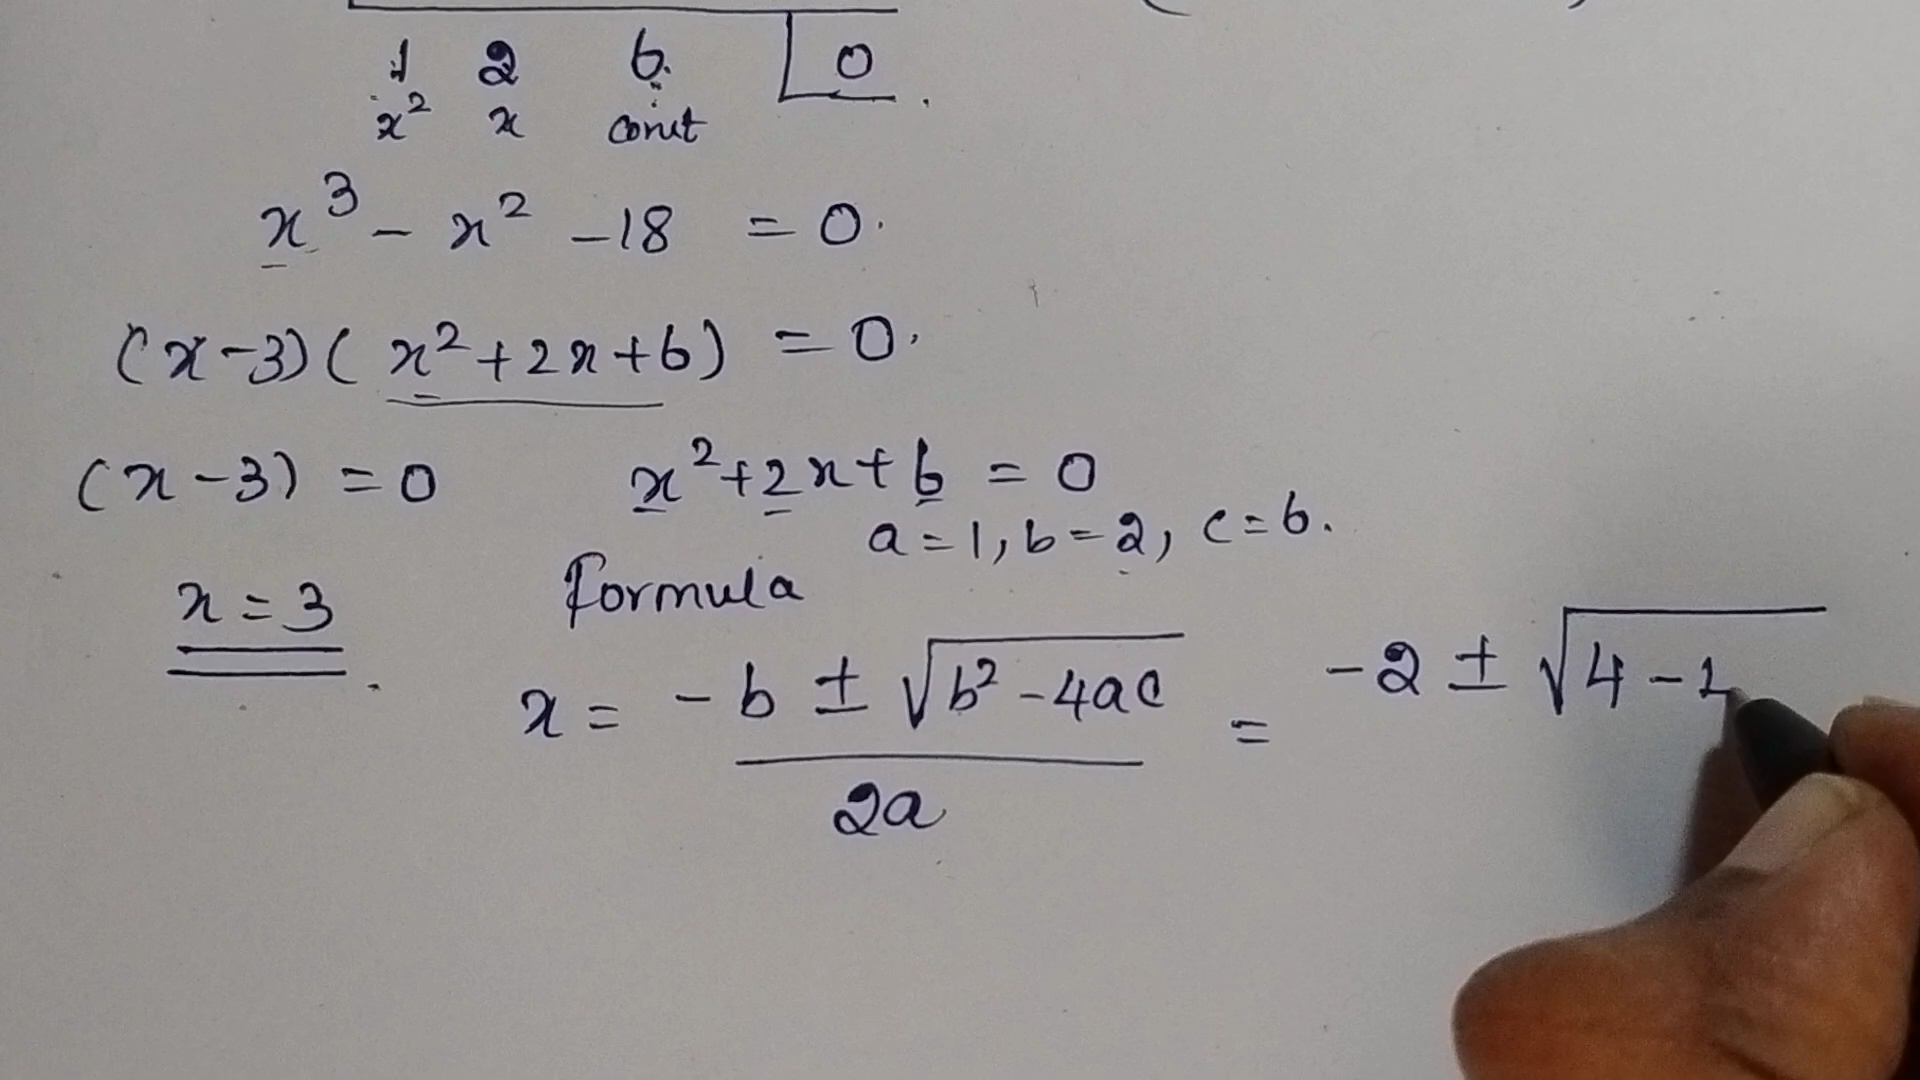 1 2 6 0
x² x const
x³ - x² - 18 = 0.
(x-3)(x²+2x+6) = 0.
(x-3) = 0 x²+2x+6 = 0
a=1, b=2, c=6.
x=3 Formula
x = -b ± √b²-4ac = -2 ± √4-
2a